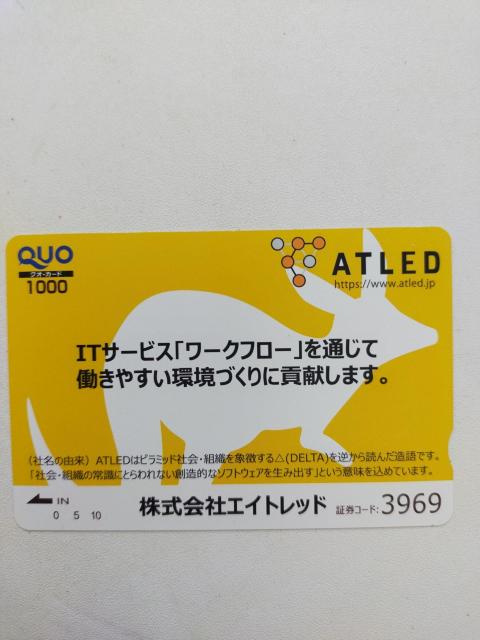 QUO
クオ・カード
1000
ATLED
https://www.atled.jp
ITサービス「ワークフロー」を通じて
働きやすい環境づくりに貢献します。
（社名の由来）ATLEDはピラミッド社会・組織を象徴する△(DELTA)を逆から読んだ造語です。
「社会・組織の常識にとらわれない創造的なソフトウェアを生み出す」という意味を込めています。
IN
0 5 10
株式会社エイトレッド 証券コード: 3969